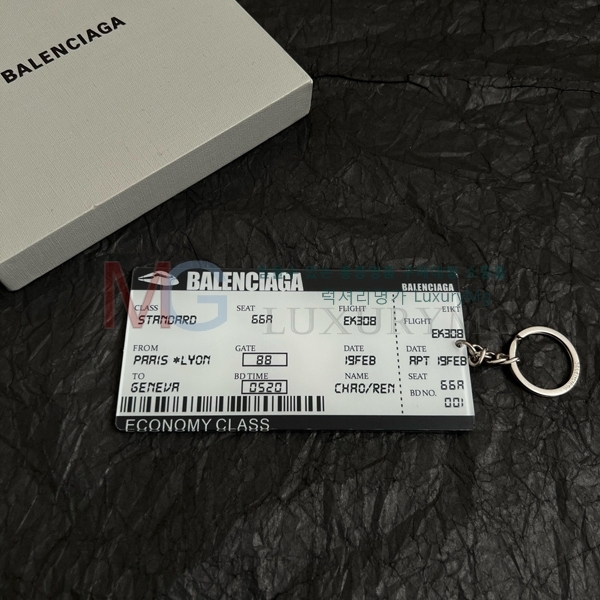 BALENCIAGA
BALENCIAGA
BALENCIAGA
MG
럭셔리명가 Luxury
LUXURY
CLASS SEAT FLIGHT EIKT
STANDARD 66A EK308 FLIGHT
EK308
FROM GATE DATE DATE
PARIS *LYON 88 19FEB APT 19FEB
TO BD TIME NAME SEAT
GENEVA 0520 CHAO/REN 66A
BD NO.
001
ECONOMY CLASS